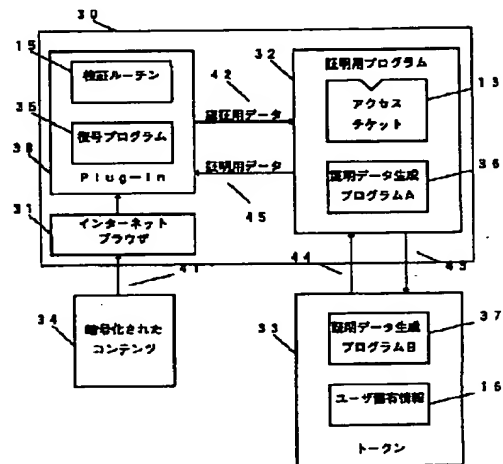 30
15
検証ルーチン
35
復号プログラム
38
Plug-In
31
インターネット
ブラウザ
41
34
暗号化された
コンテンツ
42
認証用データ
証明用データ
45
32
証明用プログラム
アクセス
チケット
13
証明データ生成
プログラムA
36
44
43
33
証明データ生成
プログラムB
37
ユーザ固有情報
16
トークン